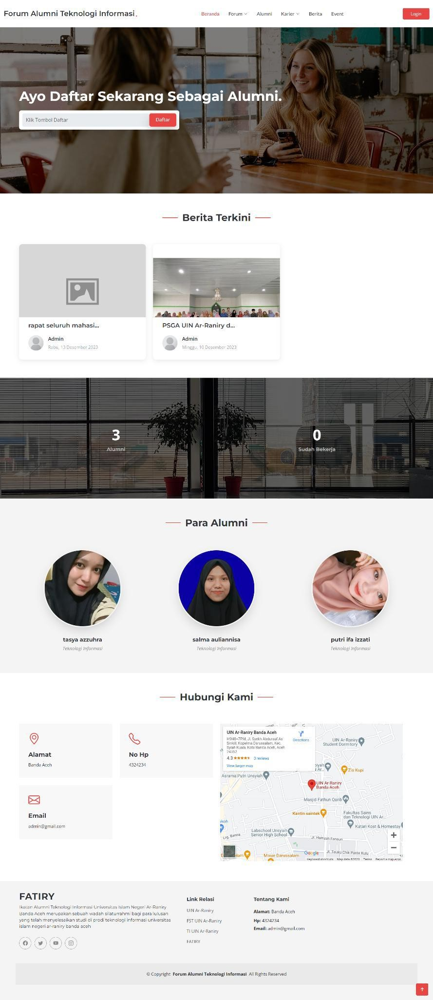 Forum Alumni Teknologi Informasi.
Beranda Forum Alumni Karier Berita Event Login
Ayo Daftar Sekarang Sebagai Alumni.
Klik Tombol Daftar Daftar
Berita Terkini
rapat seluruh mahasi...
Admin
Rabu, 13 Desember 2023
PSGA UIN Ar-Raniry d...
Admin
Minggu, 10 Desember 2023
3
Alumni
0
Sudah Bekerja
Para Alumni
tasya azzuhra
Teknologi Informasi
salma auliannisa
Teknologi Informasi
putri ifa izzati
Teknologi Informasi
Hubungi Kami
Alamat
Banda Aceh
No Hp
4324234
Email
admin@gmail.com
UIN Ar-Raniry Banda Aceh
H9H8+7PM, Jl. Syekh Abdurauf As
Sinkili, Kopelma Darussalam, Kec.
Syiah Kuala, Kota Banda Aceh, Aceh
24352
4.3 3 reviews
View larger map
Directions
UIN Ar-Raniry
Student Dormitory
Zia Kupi
Asrama Putri Unsyiah
UIN Ar-Raniry
Banda Aceh
Masjid Fathun Qarib
Kantin saintek
Fakultas Sains
dan Teknologi UIN Ar...
Katari Kost & Homestay
Labschool Unsyiah
Senior High School
Jl. Hamzah Fansuri
Jl. Teuku Chik Pante Kulu
Mixue Darussalam
Google
Keyboard shortcuts Map data ©2023 Terms Report a map error
FATIRY
Ikatan Alumni Teknologi Informasi Universitas Islam Negeri Ar-Raniry
Banda Aceh merupakan sebuah wadah silaturrahmi bagi para lulusan
yang telah menyelesaikan studi di prodi teknologi informasi universitas
islam negeri ar-raniry banda aceh
Link Relasi
UIN Ar-Raniry
FST UIN Ar-Raniry
TI UIN Ar-Raniry
FATIRY
Tentang Kami
Alamat: Banda Aceh
Hp: 4324234
Email: admin@gmail.com
© Copyright Forum Alumni Teknologi Informasi All Rights Reserved